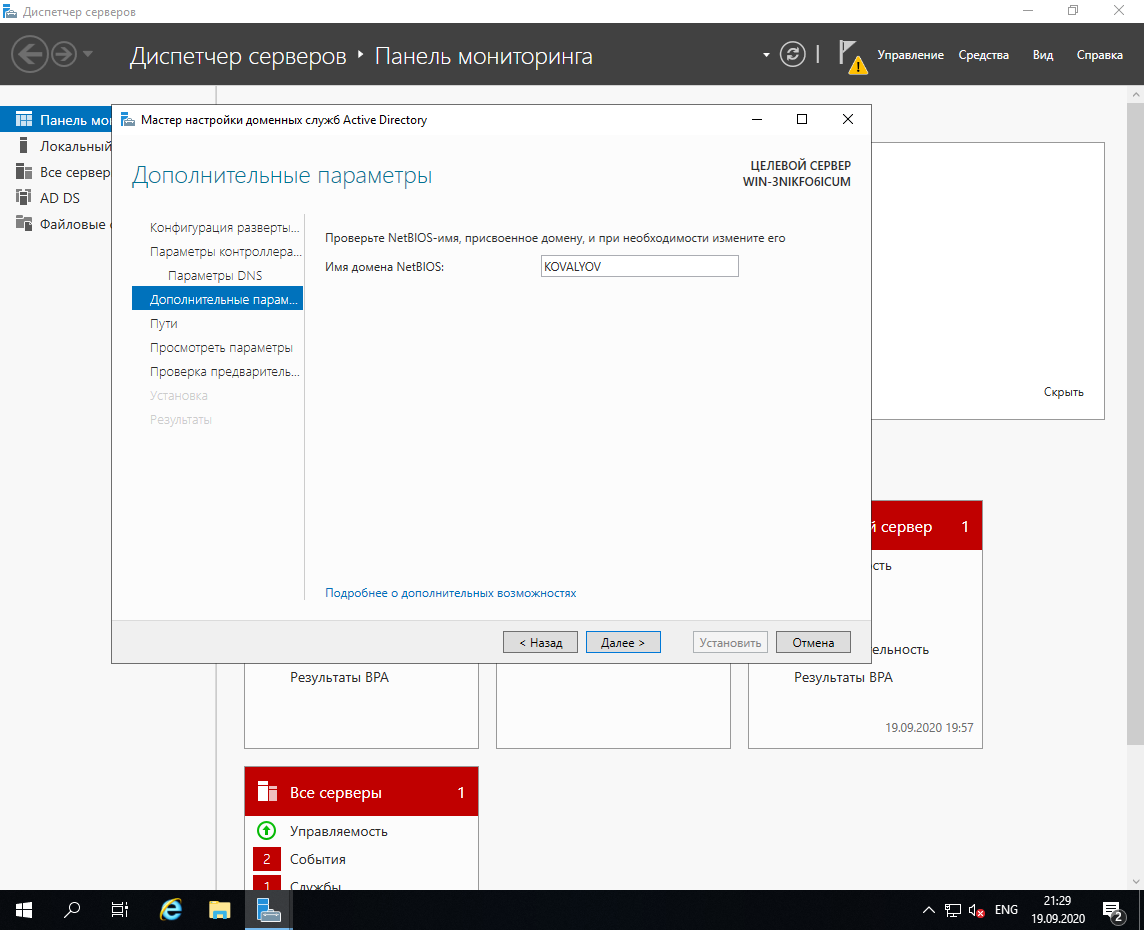 Диспетчер серверов
Диспетчер серверов ‣ Панель мониторинга
Управление Средства Вид Справка
Панель мо
Локальный
Все сервер
AD DS
Файловые
Мастер настройки доменных служб Active Directory
Дополнительные параметры
ЦЕЛЕВОЙ СЕРВЕР
WIN-3NIKFO6ICUM
Конфигурация разверты...
Параметры контроллера...
Параметры DNS
Дополнительные парам...
Пути
Просмотреть параметры
Проверка предваритель...
Установка
Результаты
Проверьте NetBIOS-имя, присвоенное домену, и при необходимости измените его
Имя домена NetBIOS: KOVALYOV
Подробнее о дополнительных возможностях
< Назад Далее > Установить Отмена
Скрыть
й сервер 1
сть
ельность
Результаты BPA
Результаты BPA
19.09.2020 19:57
Все серверы 1
Управляемость
2 События
1 Службы
ENG
21:29
19.09.2020
2